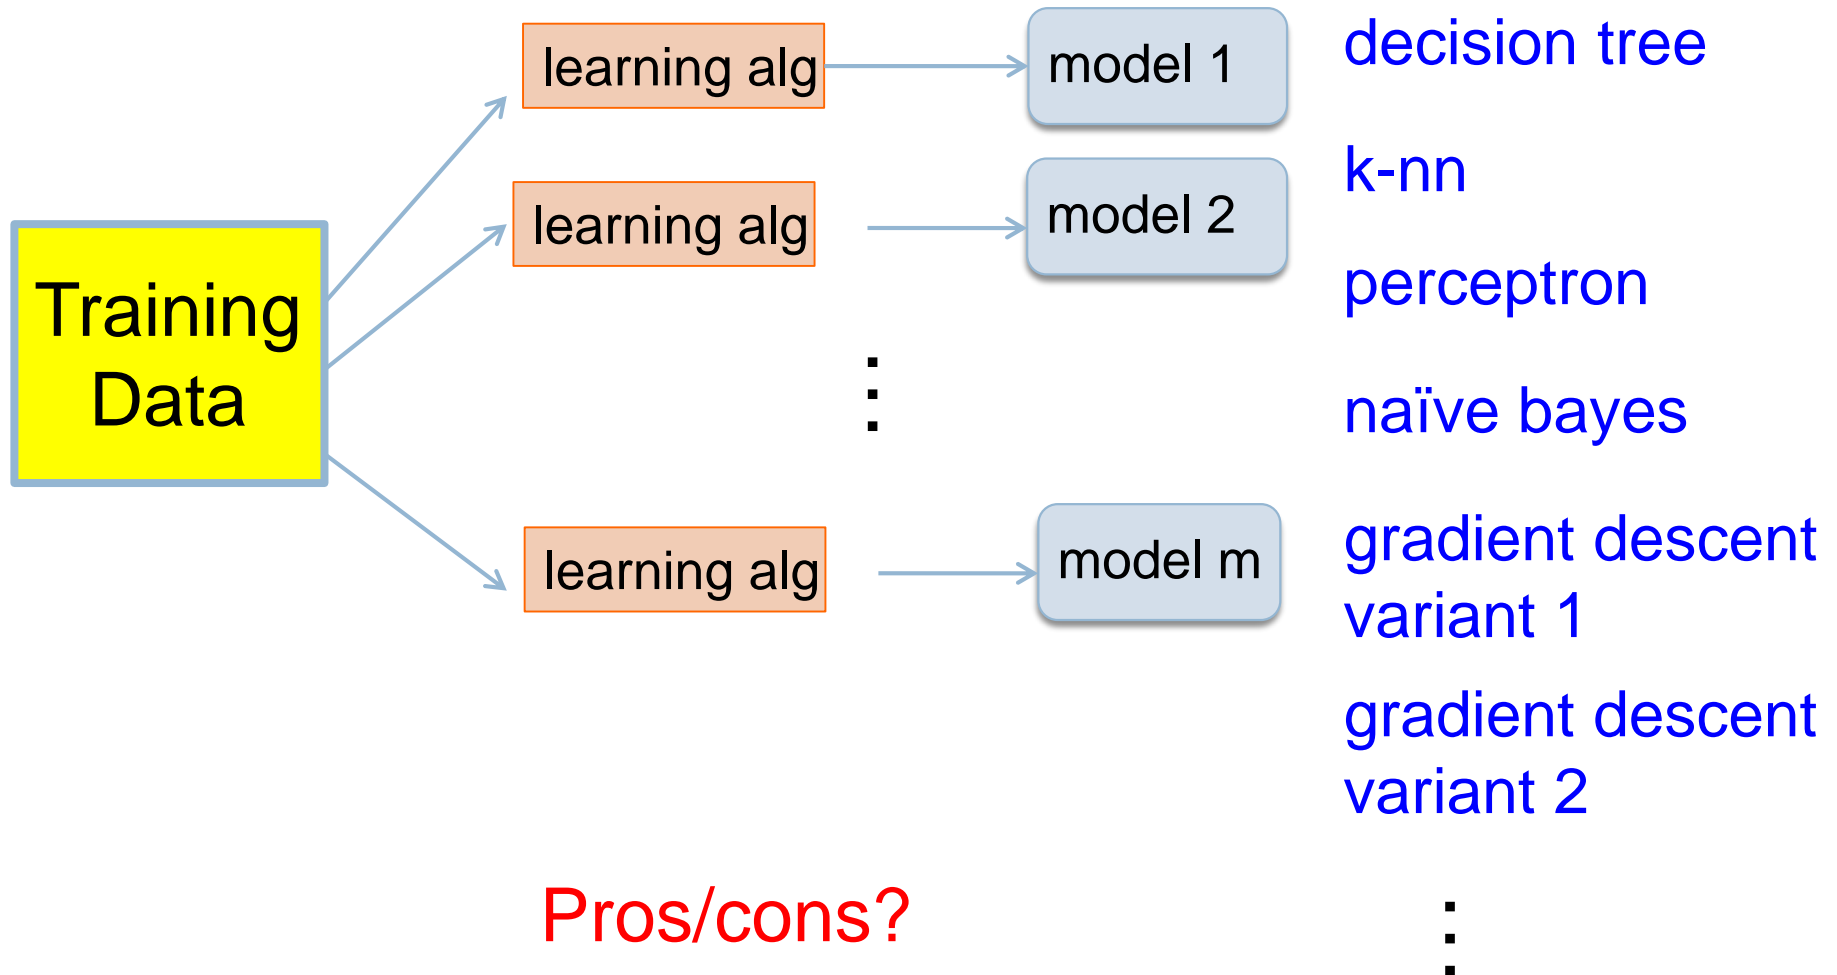 learning alg
model 1
decision tree
learning alg
model 2
k-nn
Training
Data
perceptron
naïve bayes
learning alg
model m
gradient descent
variant 1
gradient descent
variant 2
Pros/cons?